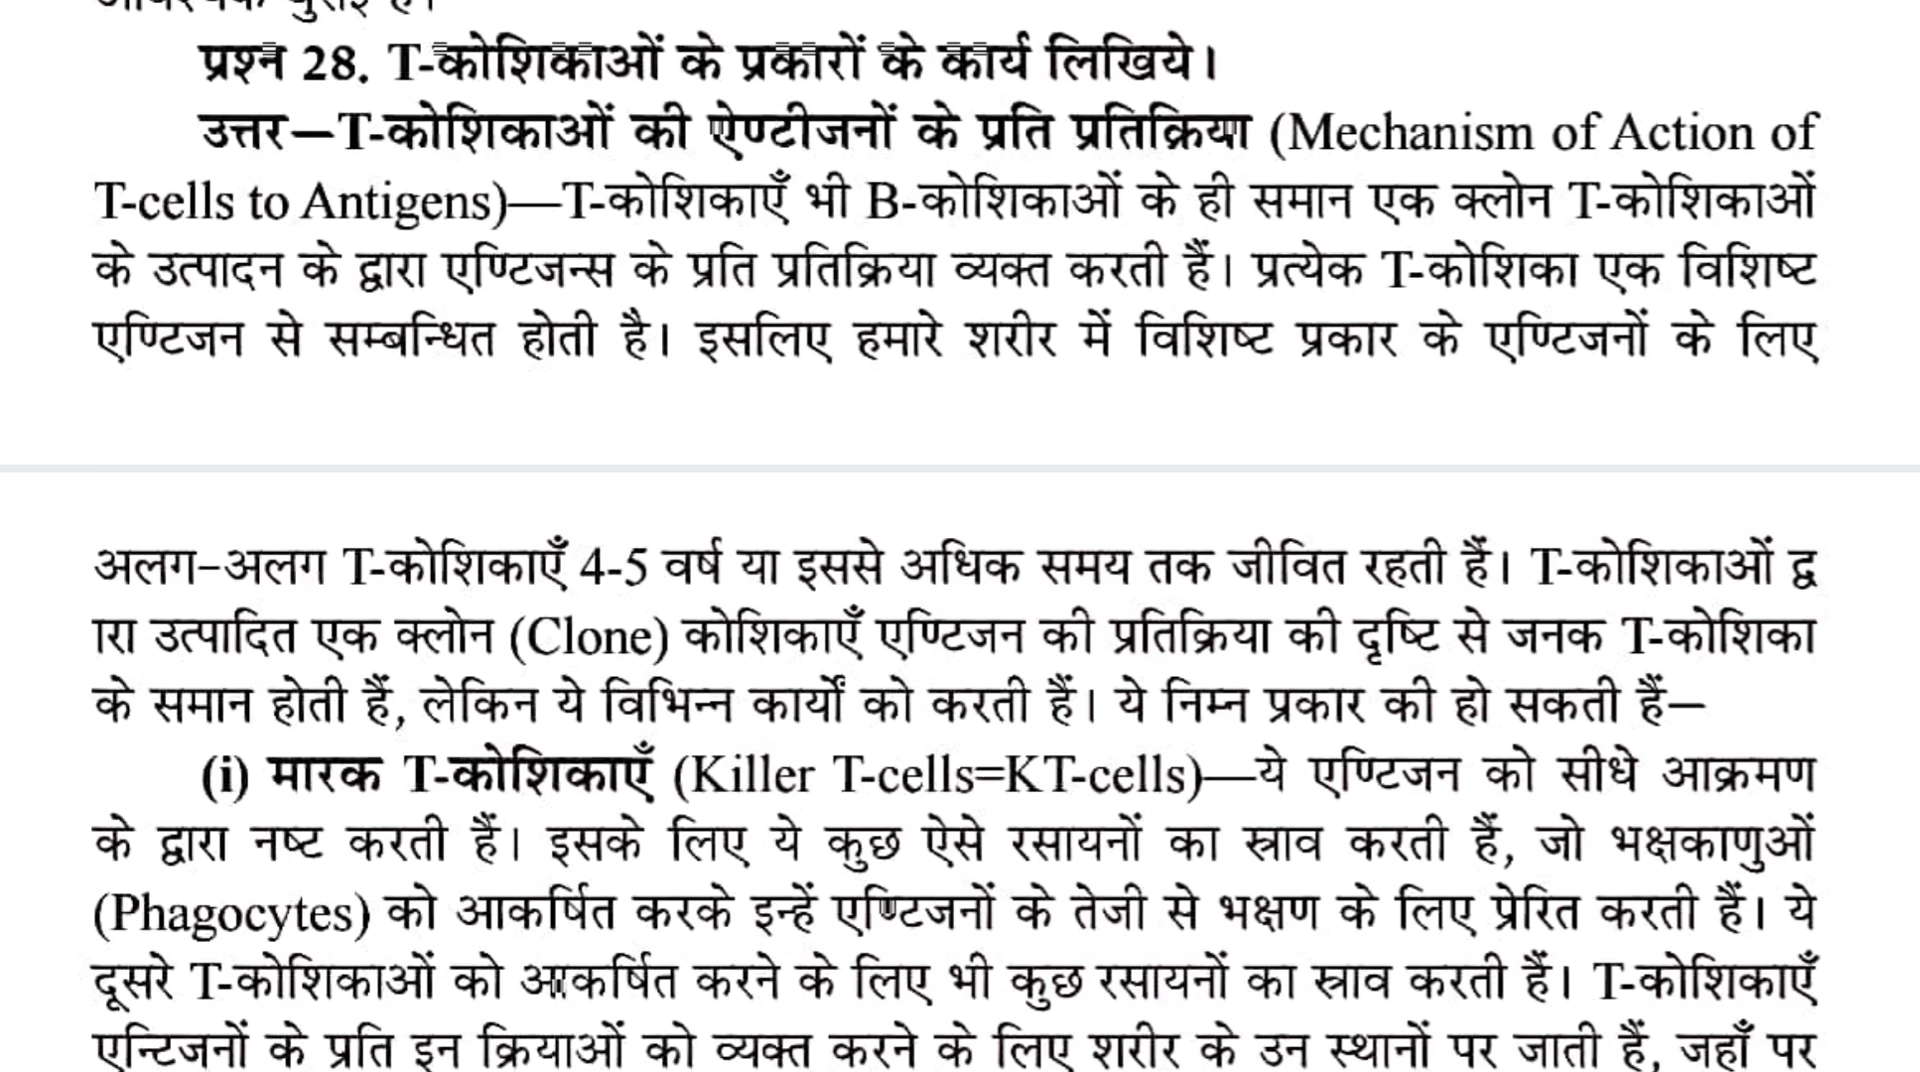 प्रश्न 28. T-कोशिकाओं के प्रकारों के कार्य लिखिये।
उत्तर—T-कोशिकाओं की ऐण्टीजनों के प्रति प्रतिक्रिया (Mechanism of Action of
T-cells to Antigens)—T-कोशिकाएँ भी B-कोशिकाओं के ही समान एक क्लोन T-कोशिकाओं
के उत्पादन के द्वारा एण्टिजन्स के प्रति प्रतिक्रिया व्यक्त करती हैं। प्रत्येक T-कोशिका एक विशिष्ट
एण्टिजन से सम्बन्धित होती है। इसलिए हमारे शरीर में विशिष्ट प्रकार के एण्टिजनों के लिए
अलग-अलग T-कोशिकाएँ 4-5 वर्ष या इससे अधिक समय तक जीवित रहती हैं। T-कोशिकाओं द्व
ारा उत्पादित एक क्लोन (Clone) कोशिकाएँ एण्टिजन की प्रतिक्रिया की दृष्टि से जनक T-कोशिका
के समान होती हैं, लेकिन ये विभिन्न कार्यों को करती हैं। ये निम्न प्रकार की हो सकती हैं—
(i) मारक T-कोशिकाएँ (Killer T-cells=KT-cells)—ये एण्टिजन को सीधे आक्रमण
के द्वारा नष्ट करती हैं। इसके लिए ये कुछ ऐसे रसायनों का स्राव करती हैं, जो भक्षकाणुओं
(Phagocytes) को आकर्षित करके इन्हें एण्टिजनों के तेजी से भक्षण के लिए प्रेरित करती हैं। ये
दूसरे T-कोशिकाओं को आकर्षित करने के लिए भी कुछ रसायनों का स्राव करती हैं। T-कोशिकाएँ
एन्टिजनों के प्रति इन क्रियाओं को व्यक्त करने के लिए शरीर के उन स्थानों पर जाती हैं, जहाँ पर